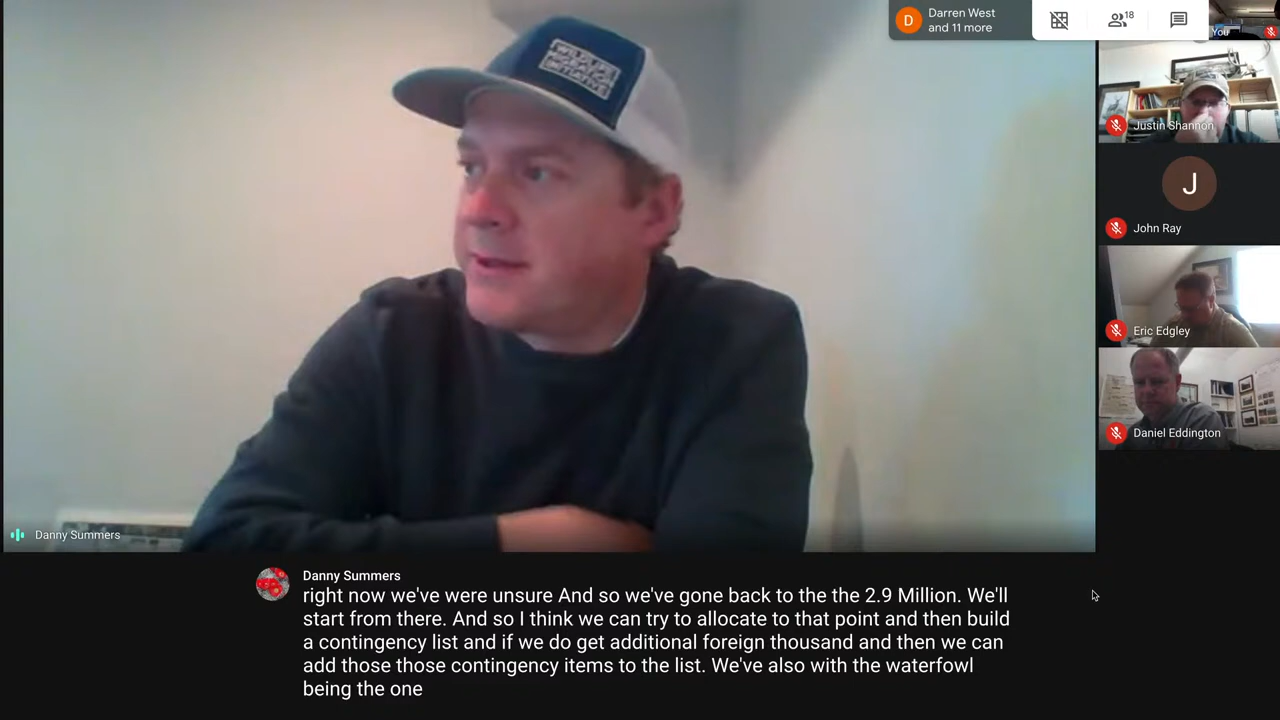 WILDLIFE
MIGRATION
INITIATIVE
D
Darren West
and 11 more
18
You
Justin Shannon
J
John Ray
Eric Edgley
Daniel Eddington
Danny Summers
Danny Summers
right now we've were unsure And so we've gone back to the the 2.9 Million. We'll
start from there. And so I think we can try to allocate to that point and then build
a contingency list and if we do get additional foreign thousand and then we can
add those those contingency items to the list. We've also with the waterfowl
being the one